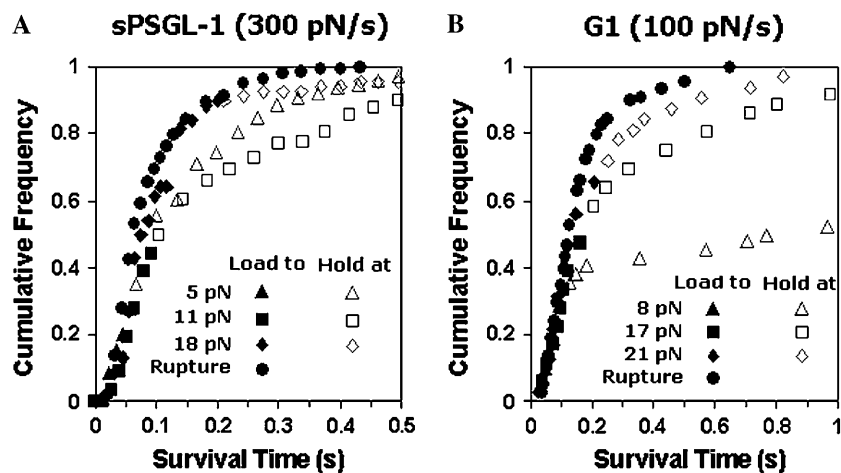 A
sPSGL-1 (300 pN/s)
Cumulative Frequency
1
0.8
0.6
0.4
0.2
0
Load to Hold at
5 pN
11 pN
18 pN
Rupture
0 0.1 0.2 0.3 0.4 0.5
Survival Time (s)
B
G1 (100 pN/s)
Cumulative Frequency
1
0.8
0.6
0.4
0.2
0
Load to Hold at
8 pN
17 pN
21 pN
Rupture
0 0.2 0.4 0.6 0.8 1
Survival Time (s)